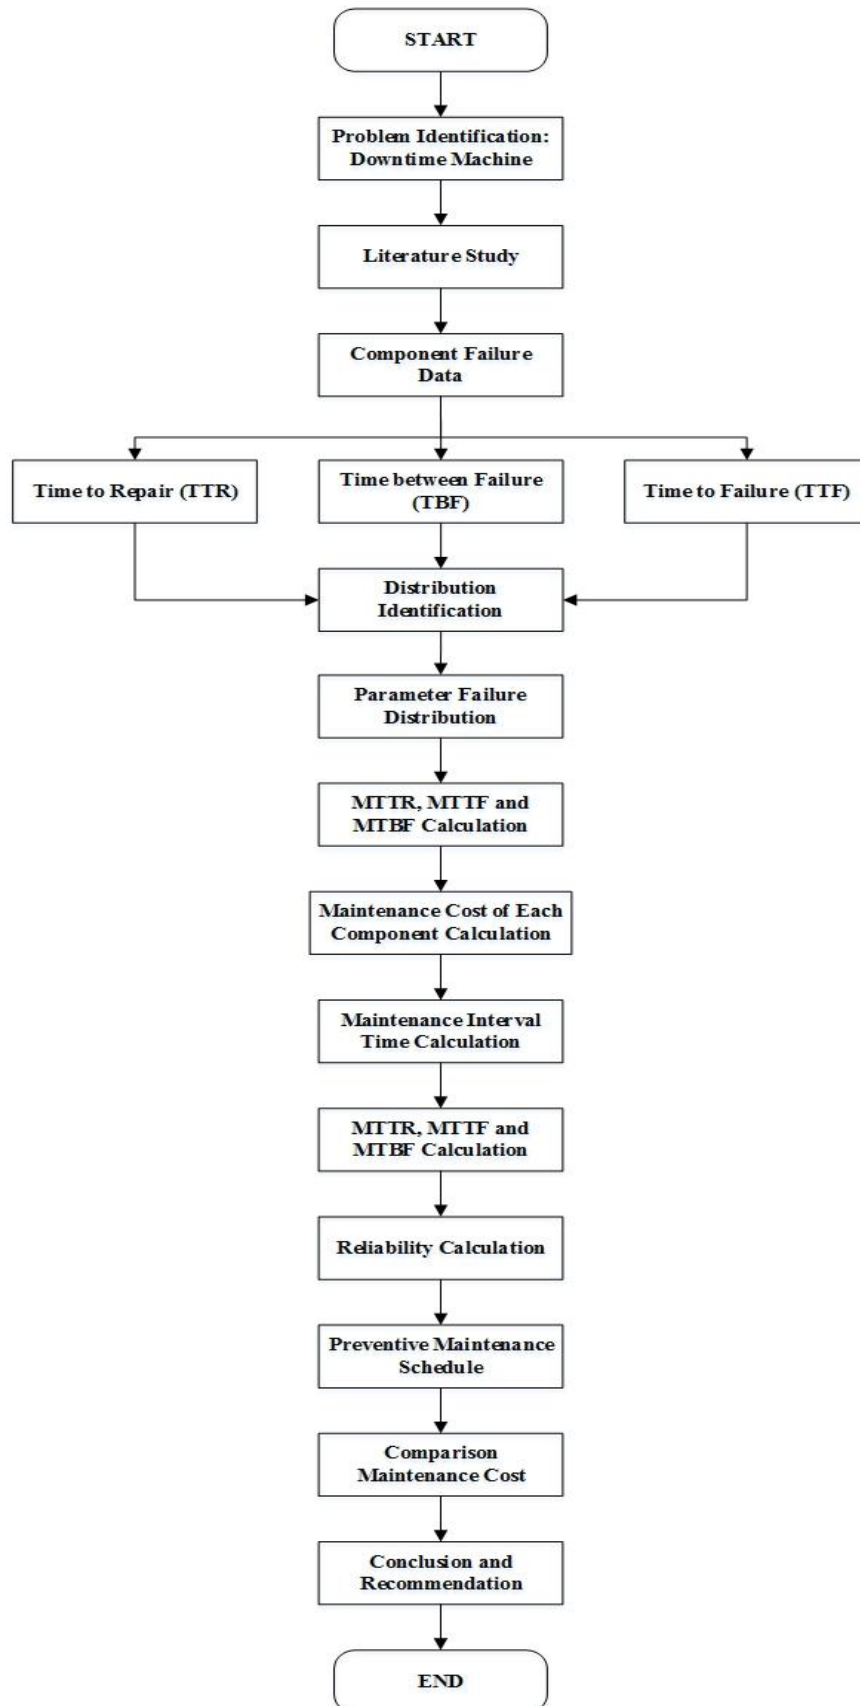 START
Problem Identification:
Downtime Machine
Literature Study
Component Failure
Data
Time to Repair (TTR)
Time between Failure
(TBF)
Time to Failure (TTF)
Distribution
Identification
Parameter Failure
Distribution
MTTR, MTTF and
MTBF Calculation
Maintenance Cost of Each
Component Calculation
Maintenance Interval
Time Calculation
MTTR, MTTF and
MTBF Calculation
Reliability Calculation
Preventive Maintenance
Schedule
Comparison
Maintenance Cost
Conclusion and
Recommendation
END